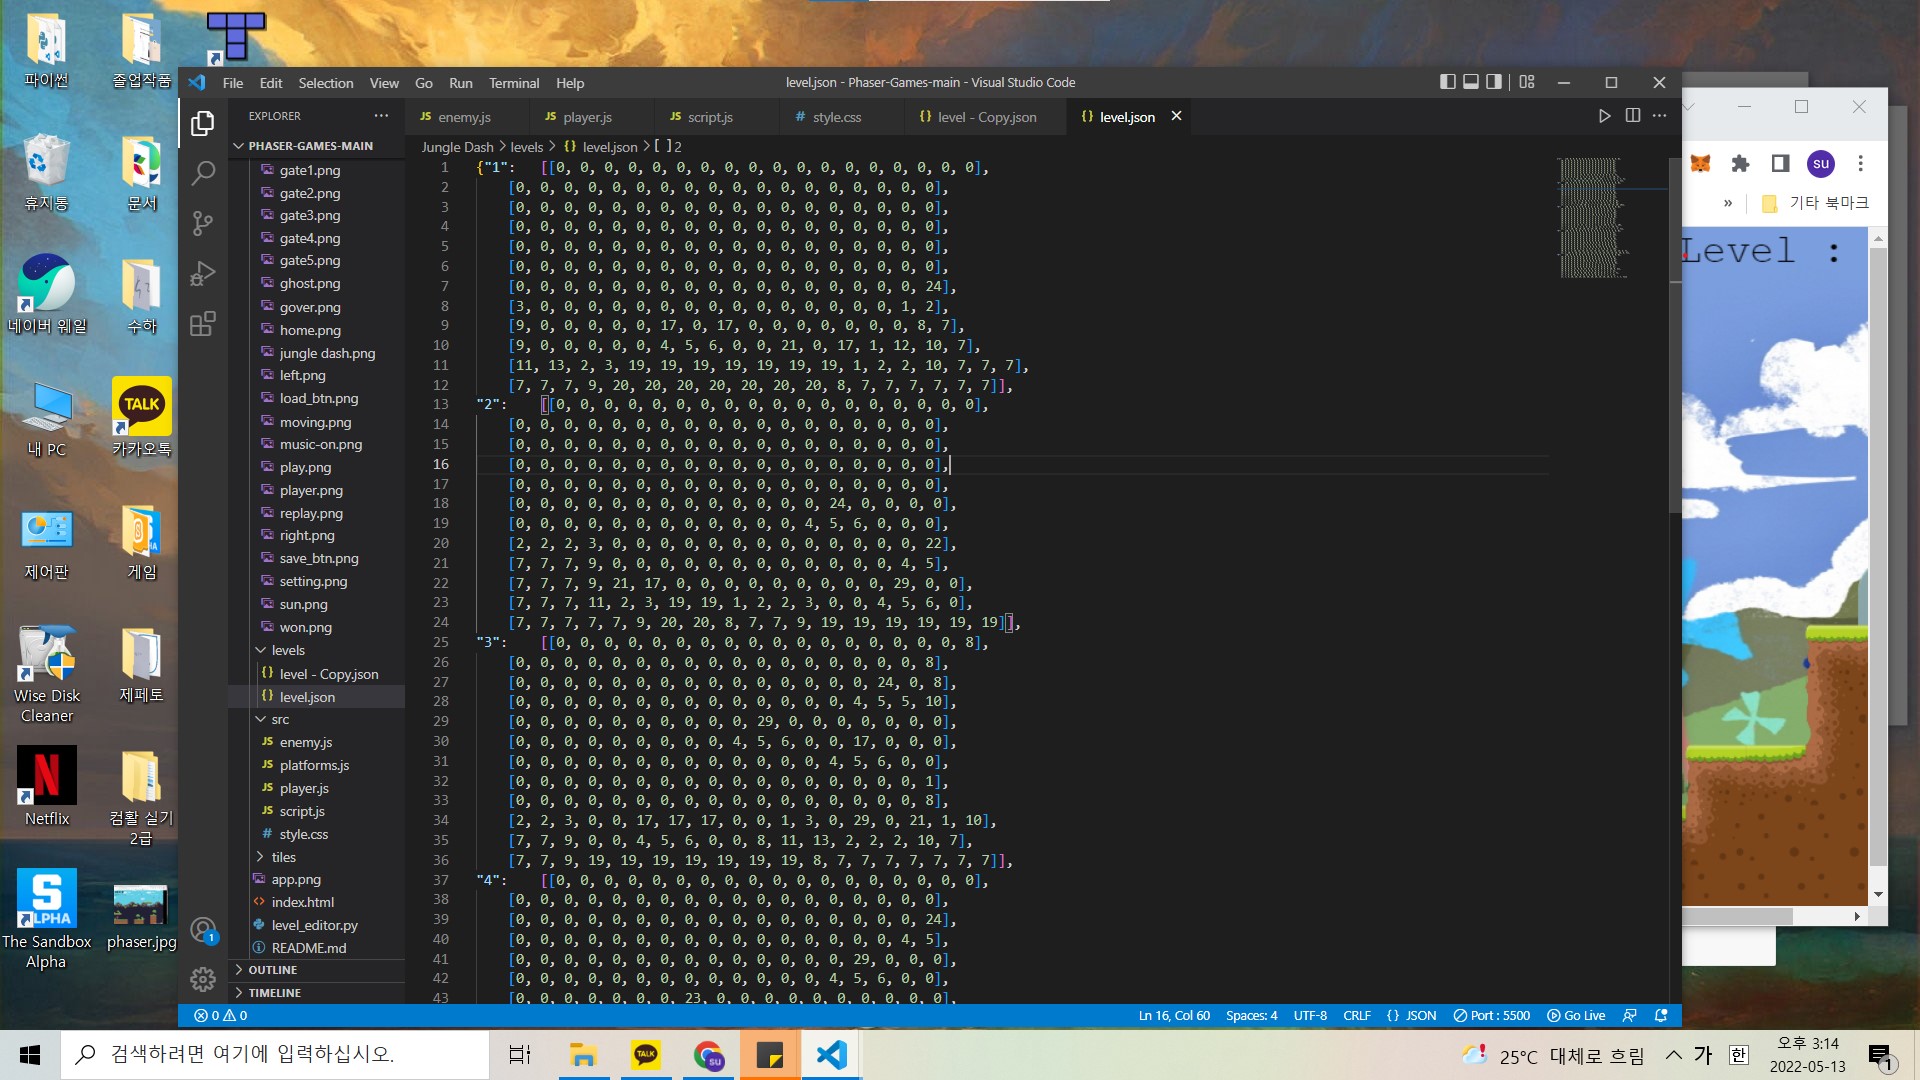 파이썬
졸업작품
휴지통
문서
네이버 웨일
수하
내 PC
TALK
카카오톡
제어판
게임
Wise Disk Cleaner
제페토
Netflix
컴활 실기 2급
The Sandbox Alpha
phaser.jpg
File Edit Selection View Go Run Terminal Help
level.json - Phaser-Games-main - Visual Studio Code
EXPLORER
PHASER-GAMES-MAIN
gate1.png
gate2.png
gate3.png
gate4.png
gate5.png
ghost.png
gover.png
home.png
jungle dash.png
left.png
load_btn.png
moving.png
music-on.png
play.png
player.png
replay.png
right.png
save_btn.png
setting.png
sun.png
won.png
levels
level - Copy.json
level.json
src
enemy.js
platforms.js
player.js
script.js
style.css
tiles
app.png
index.html
level_editor.py
README.md
OUTLINE
TIMELINE
enemy.js player.js script.js style.css level - Copy.json level.json
Jungle Dash > levels > {} level.json > [ ] 2
1 {"1": [[0, 0, 0, 0, 0, 0, 0, 0, 0, 0, 0, 0, 0, 0, 0, 0, 0, 0],
2 [0, 0, 0, 0, 0, 0, 0, 0, 0, 0, 0, 0, 0, 0, 0, 0, 0, 0],
3 [0, 0, 0, 0, 0, 0, 0, 0, 0, 0, 0, 0, 0, 0, 0, 0, 0, 0],
4 [0, 0, 0, 0, 0, 0, 0, 0, 0, 0, 0, 0, 0, 0, 0, 0, 0, 0],
5 [0, 0, 0, 0, 0, 0, 0, 0, 0, 0, 0, 0, 0, 0, 0, 0, 0, 0],
6 [0, 0, 0, 0, 0, 0, 0, 0, 0, 0, 0, 0, 0, 0, 0, 0, 0, 0],
7 [0, 0, 0, 0, 0, 0, 0, 0, 0, 0, 0, 0, 0, 0, 0, 0, 0, 24],
8 [3, 0, 0, 0, 0, 0, 0, 0, 0, 0, 0, 0, 0, 0, 0, 0, 1, 2],
9 [9, 0, 0, 0, 0, 0, 17, 0, 17, 0, 0, 0, 0, 0, 0, 0, 8, 7],
10 [9, 0, 0, 0, 0, 0, 4, 5, 6, 0, 0, 21, 0, 17, 1, 12, 10, 7],
11 [11, 13, 2, 3, 19, 19, 19, 19, 19, 19, 19, 19, 1, 2, 2, 10, 7, 7, 7],
12 [7, 7, 7, 9, 20, 20, 20, 20, 20, 20, 20, 8, 7, 7, 7, 7, 7, 7]],
13 "2": [[0, 0, 0, 0, 0, 0, 0, 0, 0, 0, 0, 0, 0, 0, 0, 0, 0, 0],
14 [0, 0, 0, 0, 0, 0, 0, 0, 0, 0, 0, 0, 0, 0, 0, 0, 0, 0],
15 [0, 0, 0, 0, 0, 0, 0, 0, 0, 0, 0, 0, 0, 0, 0, 0, 0, 0],
16 [0, 0, 0, 0, 0, 0, 0, 0, 0, 0, 0, 0, 0, 0, 0, 0, 0, 0],
17 [0, 0, 0, 0, 0, 0, 0, 0, 0, 0, 0, 0, 0, 0, 0, 0, 0, 0],
18 [0, 0, 0, 0, 0, 0, 0, 0, 0, 0, 0, 0, 0, 24, 0, 0, 0, 0],
19 [0, 0, 0, 0, 0, 0, 0, 0, 0, 0, 0, 0, 4, 5, 6, 0, 0, 0],
20 [2, 2, 2, 3, 0, 0, 0, 0, 0, 0, 0, 0, 0, 0, 0, 0, 0, 22],
21 [7, 7, 7, 9, 0, 0, 0, 0, 0, 0, 0, 0, 0, 0, 0, 0, 4, 5],
22 [7, 7, 7, 9, 21, 17, 0, 0, 0, 0, 0, 0, 0, 0, 0, 29, 0, 0],
23 [7, 7, 7, 11, 2, 3, 19, 19, 1, 2, 2, 3, 0, 0, 4, 5, 6, 0],
24 [7, 7, 7, 7, 7, 9, 20, 20, 8, 7, 7, 9, 19, 19, 19, 19, 19, 19]],
25 "3": [[0, 0, 0, 0, 0, 0, 0, 0, 0, 0, 0, 0, 0, 0, 0, 0, 0, 8],
26 [0, 0, 0, 0, 0, 0, 0, 0, 0, 0, 0, 0, 0, 0, 0, 0, 0, 8],
27 [0, 0, 0, 0, 0, 0, 0, 0, 0, 0, 0, 0, 0, 0, 0, 24, 0, 8],
28 [0, 0, 0, 0, 0, 0, 0, 0, 0, 0, 0, 0, 0, 0, 4, 5, 5, 10],
29 [0, 0, 0, 0, 0, 0, 0, 0, 0, 0, 29, 0, 0, 0, 0, 0, 0, 0],
30 [0, 0, 0, 0, 0, 0, 0, 0, 0, 4, 5, 6, 0, 0, 17, 0, 0, 0],
31 [0, 0, 0, 0, 0, 0, 0, 0, 0, 0, 0, 0, 0, 4, 5, 6, 0, 0],
32 [0, 0, 0, 0, 0, 0, 0, 0, 0, 0, 0, 0, 0, 0, 0, 0, 0, 1],
33 [0, 0, 0, 0, 0, 0, 0, 0, 0, 0, 0, 0, 0, 0, 0, 0, 0, 8],
34 [2, 2, 3, 0, 0, 17, 17, 17, 0, 0, 1, 3, 0, 29, 0, 21, 1, 10],
35 [7, 7, 9, 0, 0, 4, 5, 6, 0, 0, 8, 11, 13, 2, 2, 2, 10, 7],
36 [7, 7, 9, 19, 19, 19, 19, 19, 19, 19, 8, 7, 7, 7, 7, 7, 7, 7]],
37 "4": [[0, 0, 0, 0, 0, 0, 0, 0, 0, 0, 0, 0, 0, 0, 0, 0, 0, 0],
38 [0, 0, 0, 0, 0, 0, 0, 0, 0, 0, 0, 0, 0, 0, 0, 0, 0, 0],
39 [0, 0, 0, 0, 0, 0, 0, 0, 0, 0, 0, 0, 0, 0, 0, 0, 0, 24],
40 [0, 0, 0, 0, 0, 0, 0, 0, 0, 0, 0, 0, 0, 0, 0, 0, 4, 5],
41 [0, 0, 0, 0, 0, 0, 0, 0, 0, 0, 0, 0, 0, 0, 29, 0, 0, 0],
42 [0, 0, 0, 0, 0, 0, 0, 0, 0, 0, 0, 0, 0, 4, 5, 6, 0, 0],
43 [0, 0, 0, 0, 0, 0, 0, 23, 0, 0, 0, 0, 0, 0, 0, 0, 0, 0],
su
» 기타 북마크
Level :
0 0
Ln 16, Col 60 Spaces: 4 UTF-8 CRLF {} JSON Port : 5500 Go Live
검색하려면 여기에 입력하십시오.
25°C 대체로 흐림
가 한
오후 3:14
2022-05-13
1